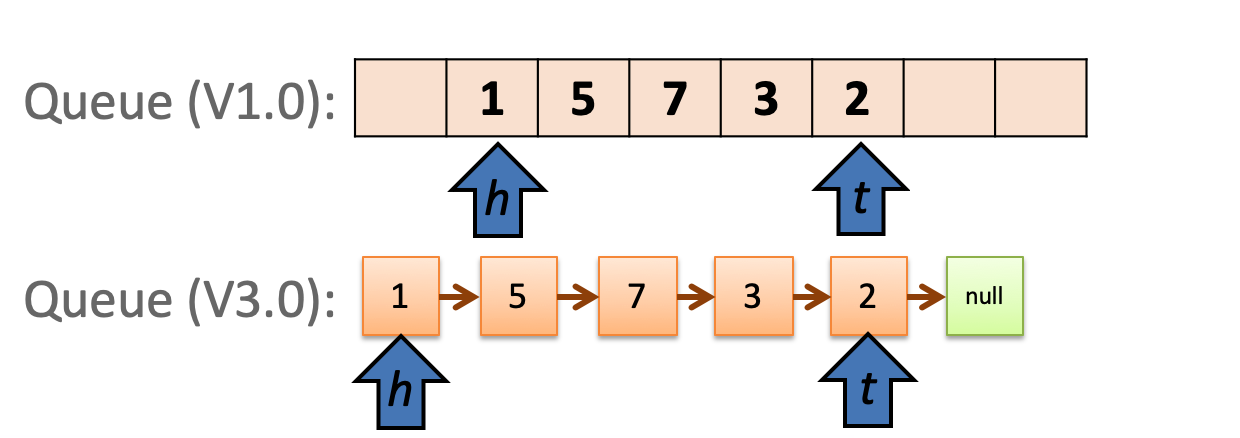 Queue (V1.0): 1 5 7 3 2
h t
Queue (V3.0): 1 5 7 3 2 null
h t